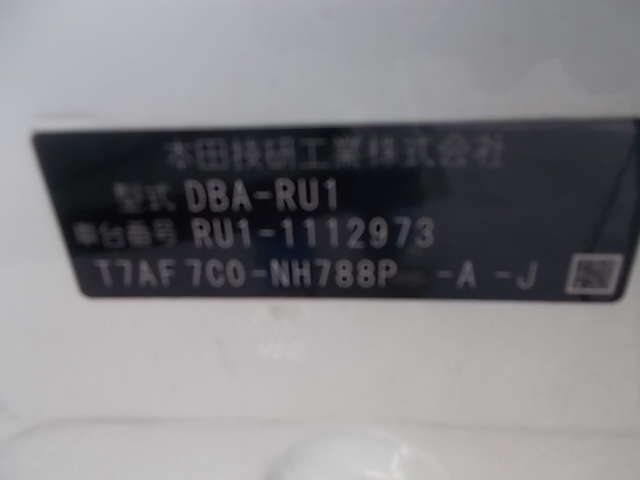 本田技研工業株式会社
型式 DBA-RU1
車台番号 RU1-1112973
T7AF7C0-NH788P -A -J